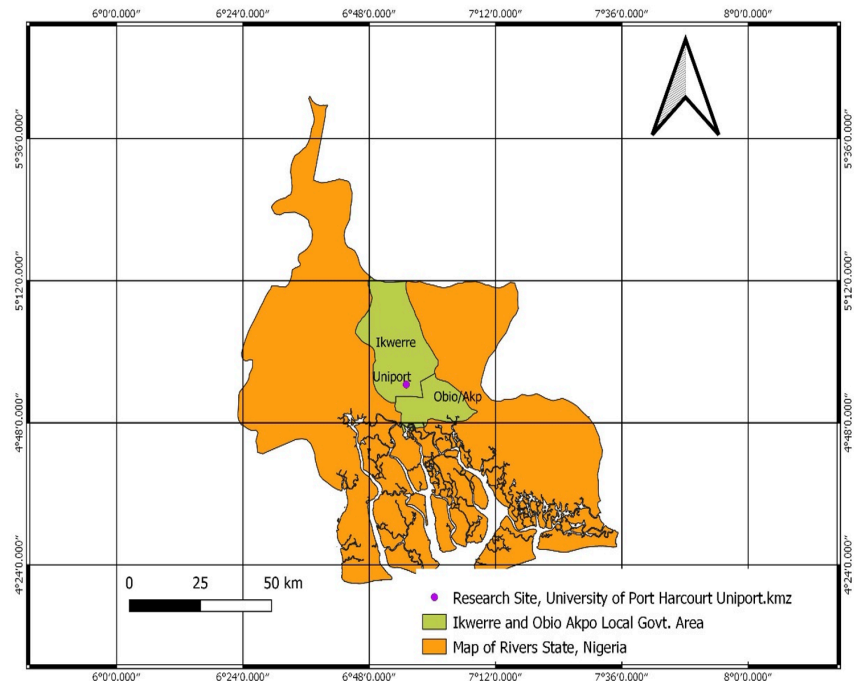 6°0'0.000" 6°24'0.000" 6°48'0.000" 7°12'0.000" 7°36'0.000" 8°0'0.000"
5°36'0.000" 5°36'0.000"
5°12'0.000" 5°12'0.000"
Ikwerre
Uniport
Obio/Akp
4°48'0.000" 4°48'0.000"
4°24'0.000" 4°24'0.000"
0 25 50 km
Research Site, University of Port Harcourt Uniport.kmz
Ikwerre and Obio Akpo Local Govt. Area
Map of Rivers State, Nigeria
6°0'0.000" 6°24'0.000" 6°48'0.000" 7°12'0.000" 7°36'0.000" 8°0'0.000"